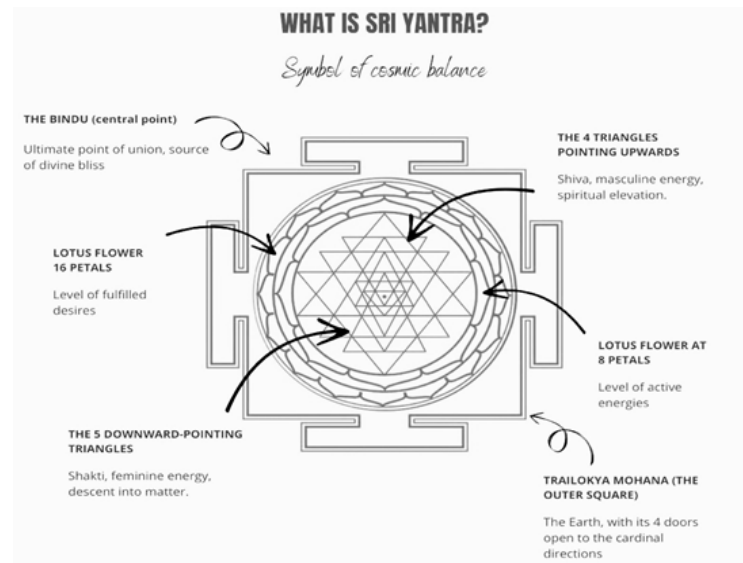 WHAT IS SRI YANTRA?
Symbol of cosmic balance
THE BINDU (central point)
Ultimate point of union, source
of divine bliss
THE 4 TRIANGLES
POINTING UPWARDS
Shiva, masculine energy,
spiritual elevation.
LOTUS FLOWER
16 PETALS
Level of fulfilled
desires
LOTUS FLOWER AT
8 PETALS
Level of active
energies
THE 5 DOWNWARD-POINTING
TRIANGLES
Shakti, feminine energy,
descent into matter.
TRAILOKYA MOHANA (THE
OUTER SQUARE)
The Earth, with its 4 doors
open to the cardinal
directions